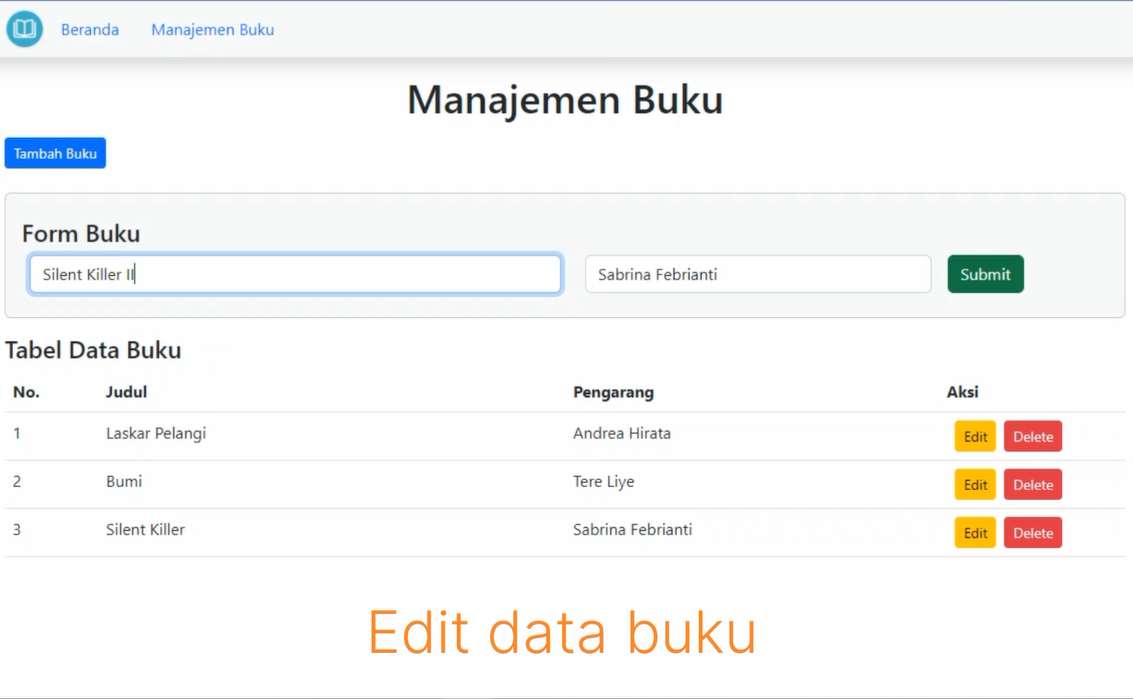 Beranda Manajemen Buku
Manajemen Buku
Tambah Buku
Form Buku
Silent Killer II Sabrina Febrianti Submit
Tabel Data Buku
No. Judul Pengarang Aksi
1 Laskar Pelangi Andrea Hirata Edit Delete
2 Bumi Tere Liye Edit Delete
3 Silent Killer Sabrina Febrianti Edit Delete
Edit data buku